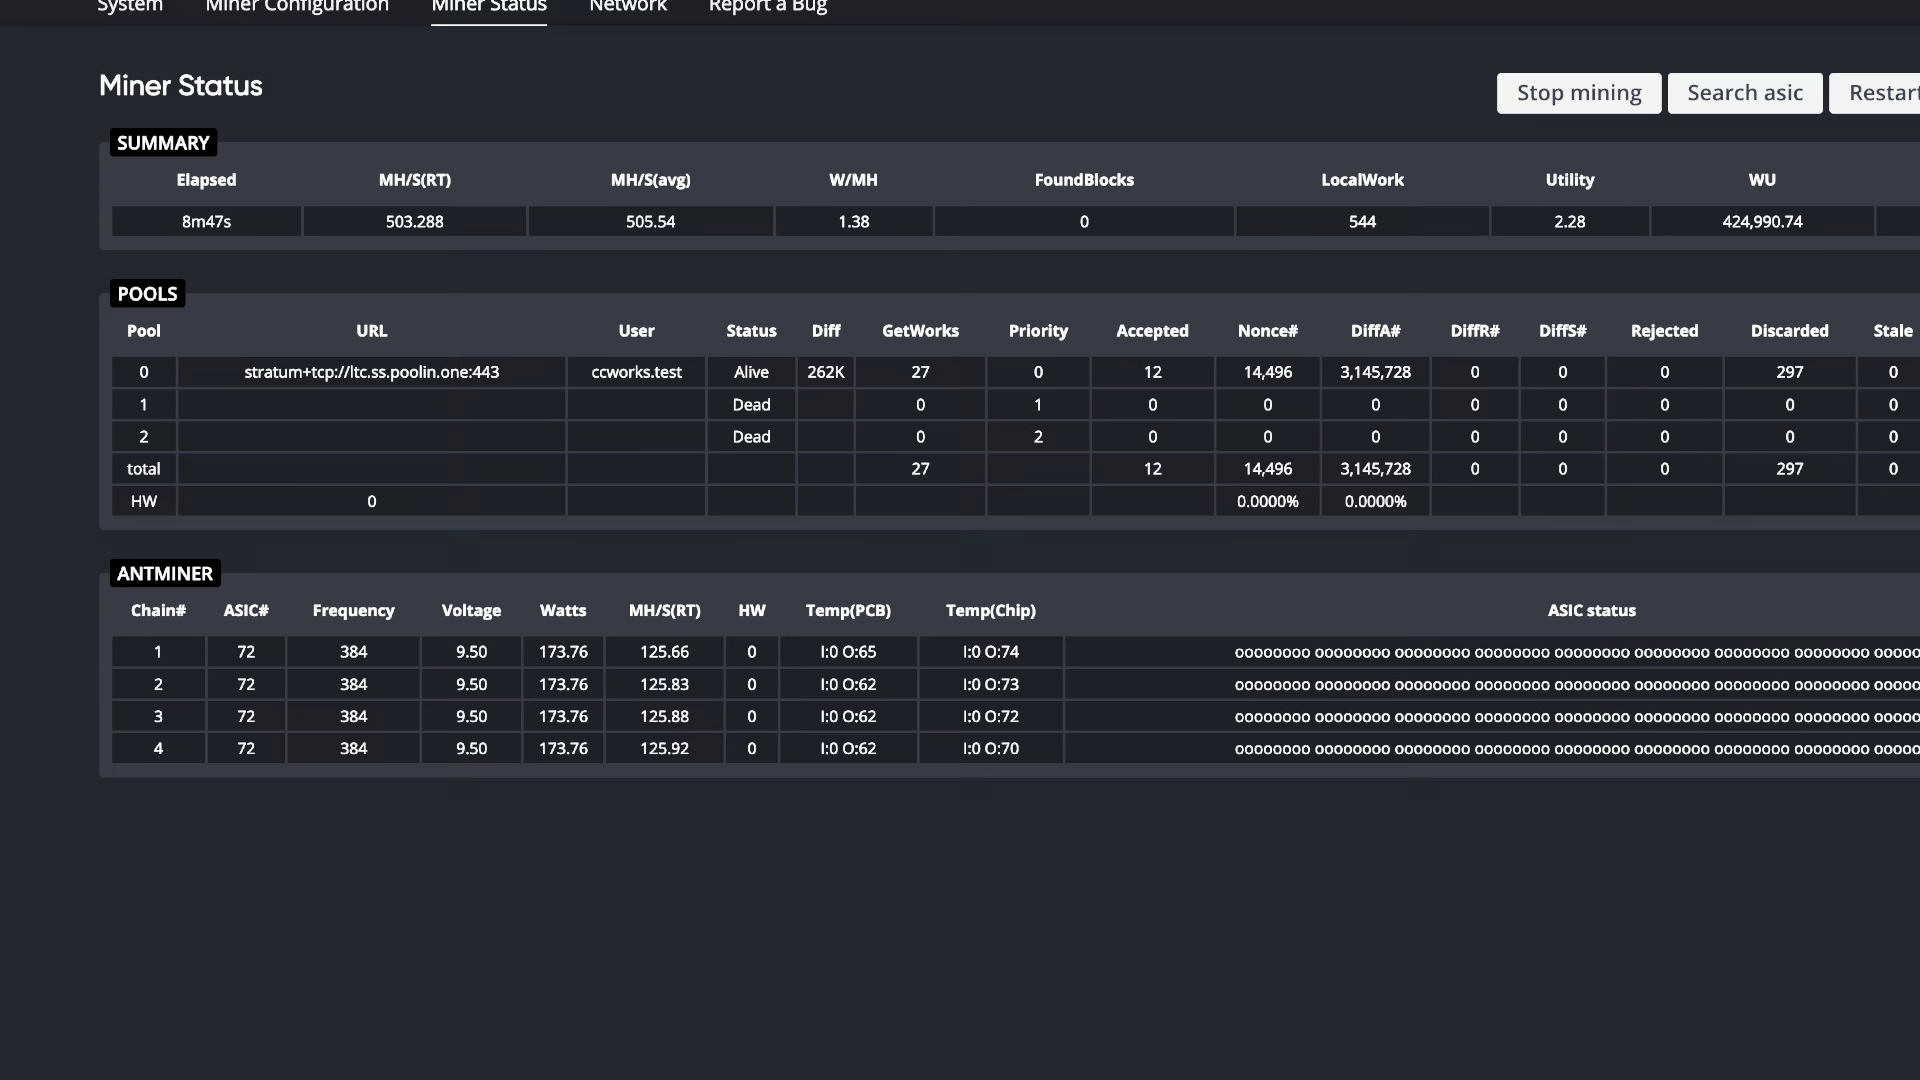 System Miner Configuration Miner Status Network Report a Bug
Miner Status
Stop mining Search asic Restart
SUMMARY
Elapsed MH/S(RT) MH/S(avg) W/MH FoundBlocks LocalWork Utility WU
8m47s 503.288 505.54 1.38 0 544 2.28 424,990.74
POOLS
Pool URL User Status Diff GetWorks Priority Accepted Nonce# DiffA# DiffR# DiffS# Rejected Discarded Stale
0 stratum+tcp://ltc.ss.poolin.one:443 ccworks.test Alive 262K 27 0 12 14,496 3,145,728 0 0 0 297 0
1 Dead 0 1 0 0 0 0 0 0 0 0
2 Dead 0 2 0 0 0 0 0 0 0 0
total 27 12 14,496 3,145,728 0 0 0 297 0
HW 0 0.0000% 0.0000%
ANTMINER
Chain# ASIC# Frequency Voltage Watts MH/S(RT) HW Temp(PCB) Temp(Chip) ASIC status
1 72 384 9.50 173.76 125.66 0 I:0 O:65 I:0 O:74 oooooooo oooooooo oooooooo oooooooo oooooooo oooooooo oooooooo oooooooo ooooo
2 72 384 9.50 173.76 125.83 0 I:0 O:62 I:0 O:73 oooooooo oooooooo oooooooo oooooooo oooooooo oooooooo oooooooo oooooooo ooooo
3 72 384 9.50 173.76 125.88 0 I:0 O:62 I:0 O:72 oooooooo oooooooo oooooooo oooooooo oooooooo oooooooo oooooooo oooooooo ooooo
4 72 384 9.50 173.76 125.92 0 I:0 O:62 I:0 O:70 oooooooo oooooooo oooooooo oooooooo oooooooo oooooooo oooooooo oooooooo ooooo